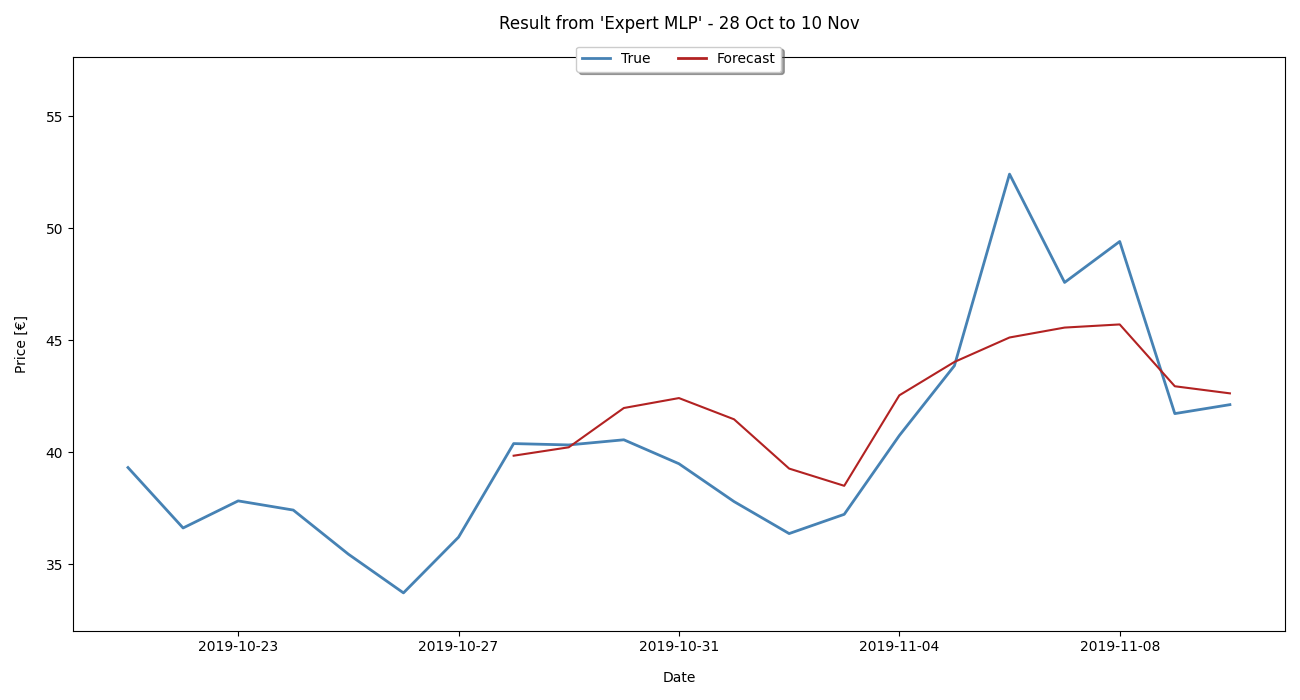 Result from 'Expert MLP' - 28 Oct to 10 Nov
True Forecast
Price [€]
55
50
45
40
35
2019-10-23 2019-10-27 2019-10-31 2019-11-04 2019-11-08
Date